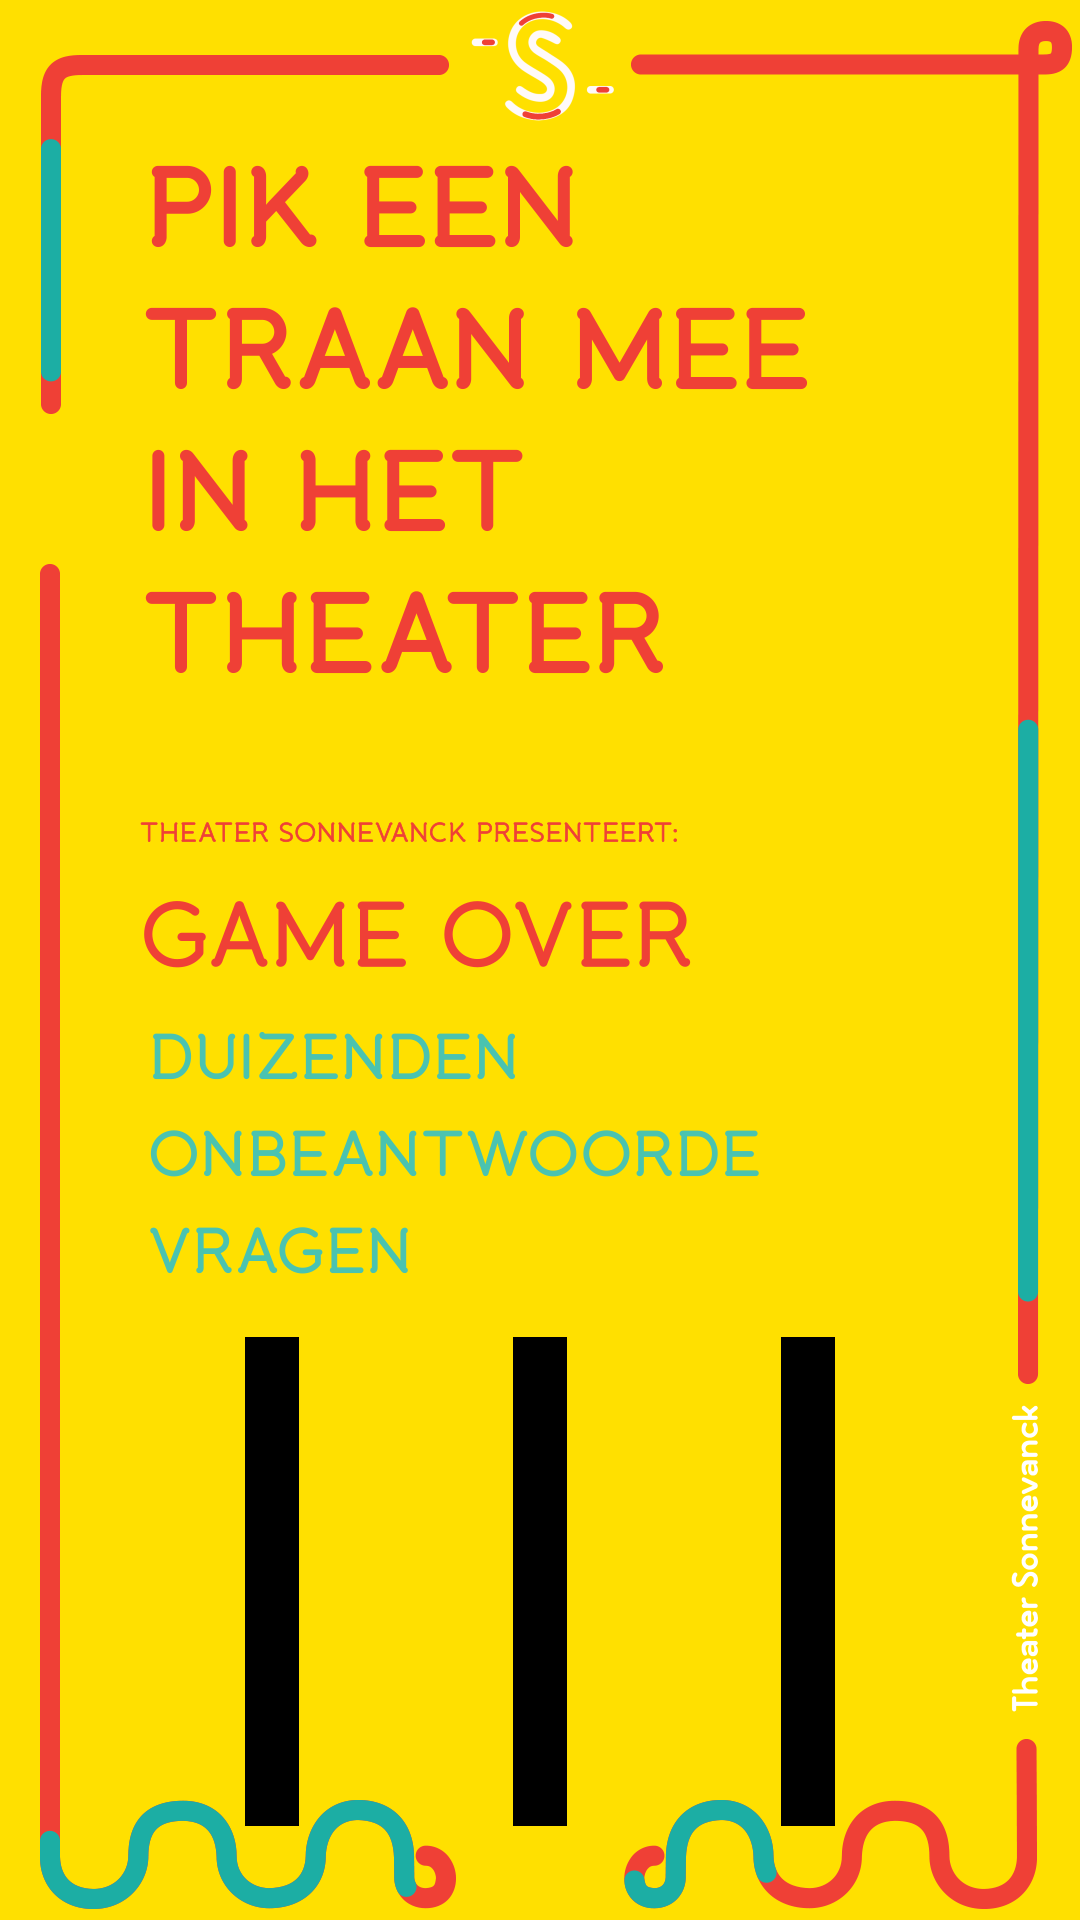 S
PIK EEN
TRAAN MEE
IN HET
THEATER
THEATER SONNEVANCK PRESENTEERT:
GAME OVER
DUIZENDEN
ONBEANTWOORDE
VRAGEN
Theater Sonnevanck